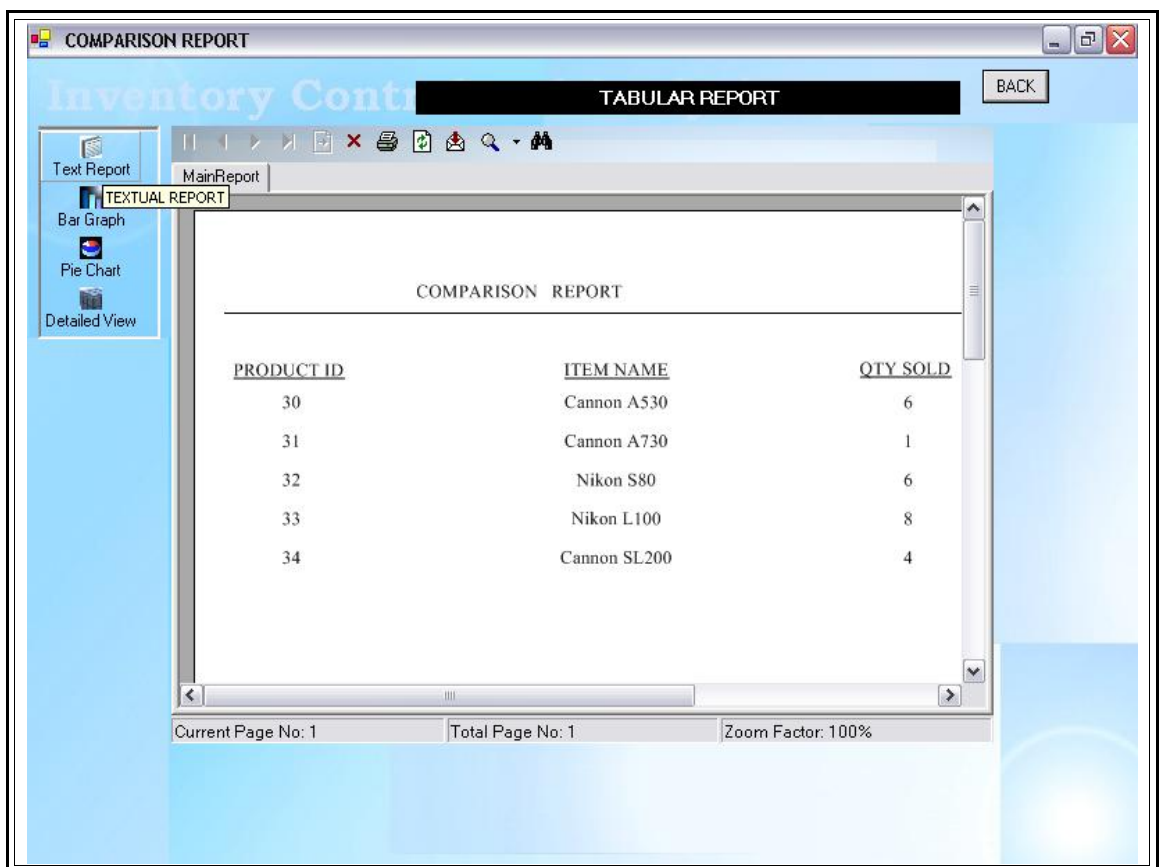 COMPARISON REPORT
Inventory Contr
TABULAR REPORT
BACK
Text Report
TEXTUAL REPORT
Bar Graph
Pie Chart
Detailed View
MainReport
COMPARISON REPORT
PRODUCT ID ITEM NAME QTY SOLD
30 Cannon A530 6
31 Cannon A730 1
32 Nikon S80 6
33 Nikon L100 8
34 Cannon SL200 4
Current Page No: 1 Total Page No: 1 Zoom Factor: 100%